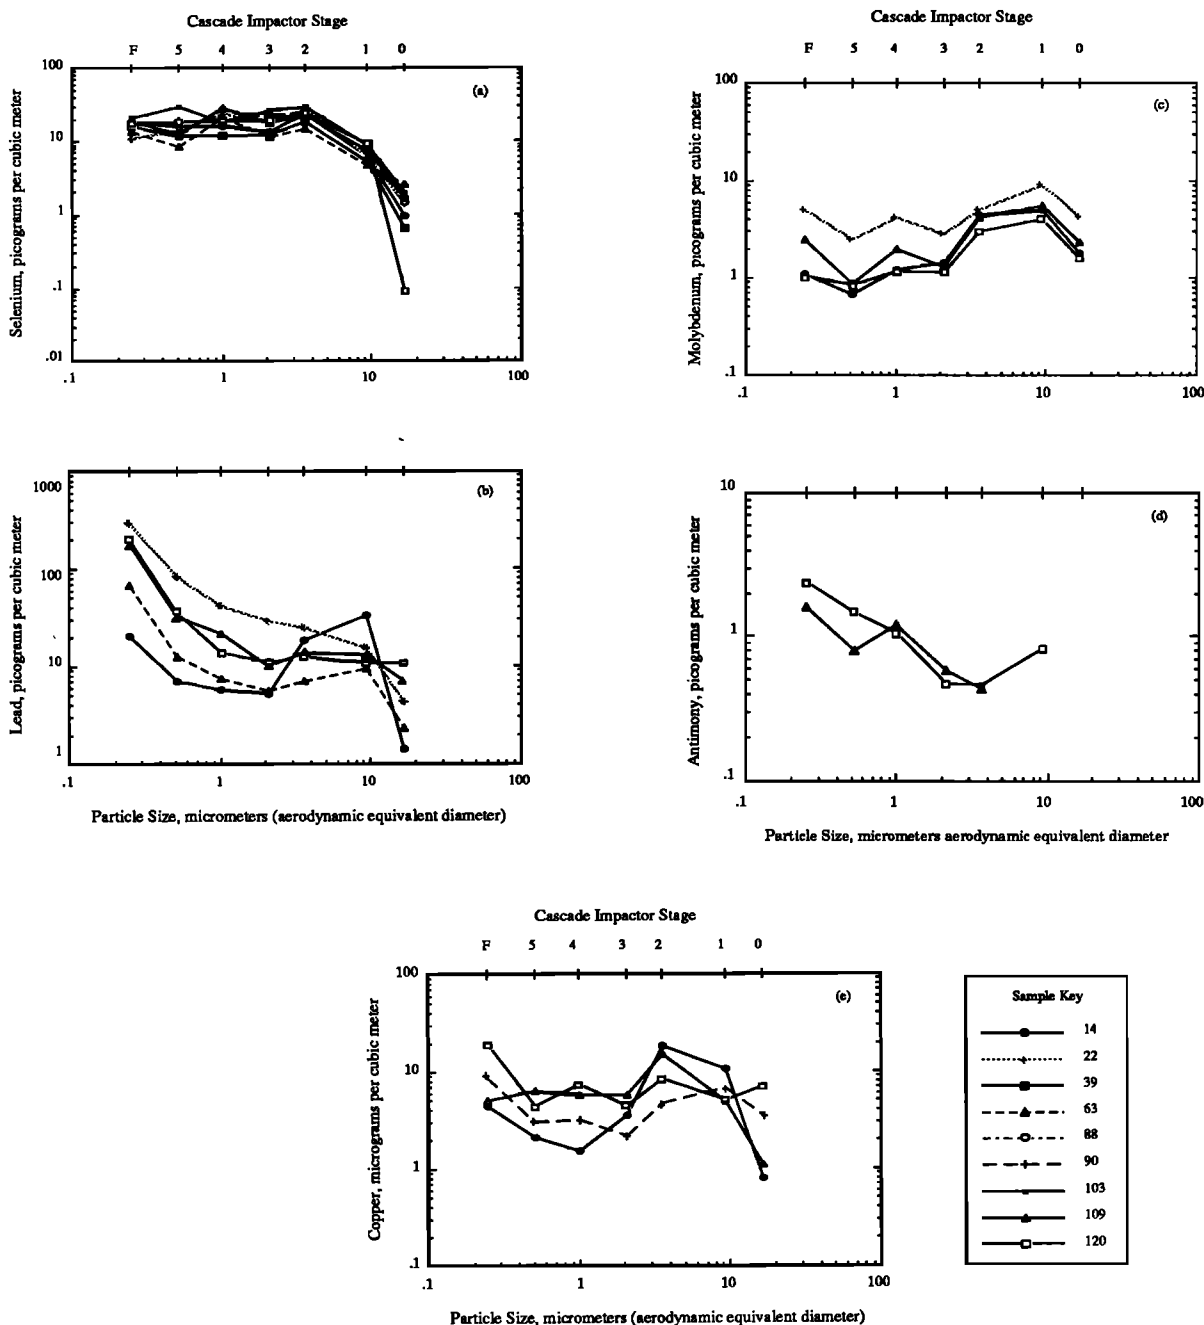 Cascade Impactor Stage
F 5 4 3 2 1 0
100
(a)
10
1
.1
.01
.1 1 10 100
Selenium, picograms per cubic meter
1000
(b)
100
10
1
.1 1 10 100
Lead, picograms per cubic meter
Particle Size, micrometers (aerodynamic equivalent diameter)
Cascade Impactor Stage
F 5 4 3 2 1 0
100
(c)
10
1
.1
.1 1 10 100
Molybdenum, picograms per cubic meter
10
(d)
1
.1
.1 1 10 100
Antimony, picograms per cubic meter
Particle Size, micrometers aerodynamic equivalent diameter
Cascade Impactor Stage
F 5 4 3 2 1 0
100
(e)
10
1
.1
.1 1 10 100
Copper, micrograms per cubic meter
Particle Size, micrometers (aerodynamic equivalent diameter)
Sample Key
14
22
39
63
88
90
103
109
120